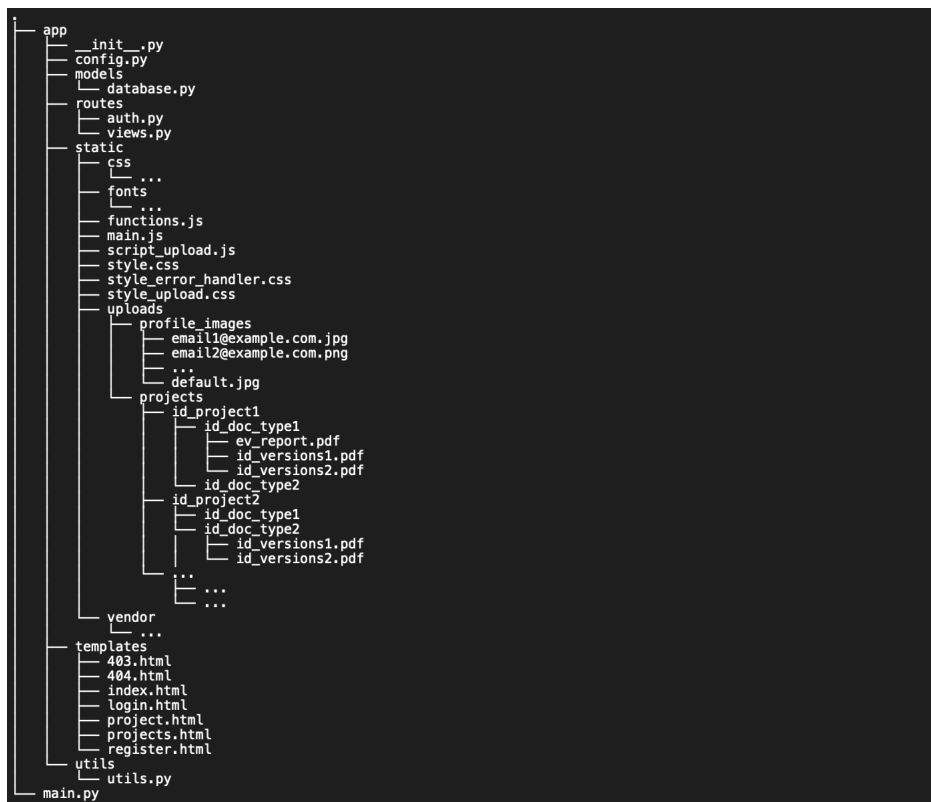 .
├── app
│   ├── __init__.py
│   ├── config.py
│   ├── models
│   │   └── database.py
│   ├── routes
│   │   ├── auth.py
│   │   └── views.py
│   ├── static
│   │   ├── css
│   │   │   └── ...
│   │   ├── fonts
│   │   │   └── ...
│   │   ├── functions.js
│   │   ├── main.js
│   │   ├── script_upload.js
│   │   ├── style.css
│   │   ├── style_error_handler.css
│   │   ├── style_upload.css
│   │   ├── uploads
│   │   │   ├── profile_images
│   │   │   │   ├── email1@example.com.jpg
│   │   │   │   ├── email2@example.com.png
│   │   │   │   ├── ...
│   │   │   │   └── default.jpg
│   │   │   └── projects
│   │   │       ├── id_project1
│   │   │       │   ├── id_doc_type1
│   │   │       │   │   ├── ev_report.pdf
│   │   │       │   │   ├── id_versions1.pdf
│   │   │       │   │   └── id_versions2.pdf
│   │   │       │   └── id_doc_type2
│   │   │       ├── id_project2
│   │   │       │   ├── id_doc_type1
│   │   │       │   └── id_doc_type2
│   │   │       │   │   ├── id_versions1.pdf
│   │   │       │   │   └── id_versions2.pdf
│   │   │       └── ...
│   │   │           ├── ...
│   │   │           └── ...
│   │   └── vendor
│   │       └── ...
│   ├── templates
│   │   ├── 403.html
│   │   ├── 404.html
│   │   ├── index.html
│   │   ├── login.html
│   │   ├── project.html
│   │   ├── projects.html
│   │   └── register.html
│   └── utils
│       └── utils.py
└── main.py